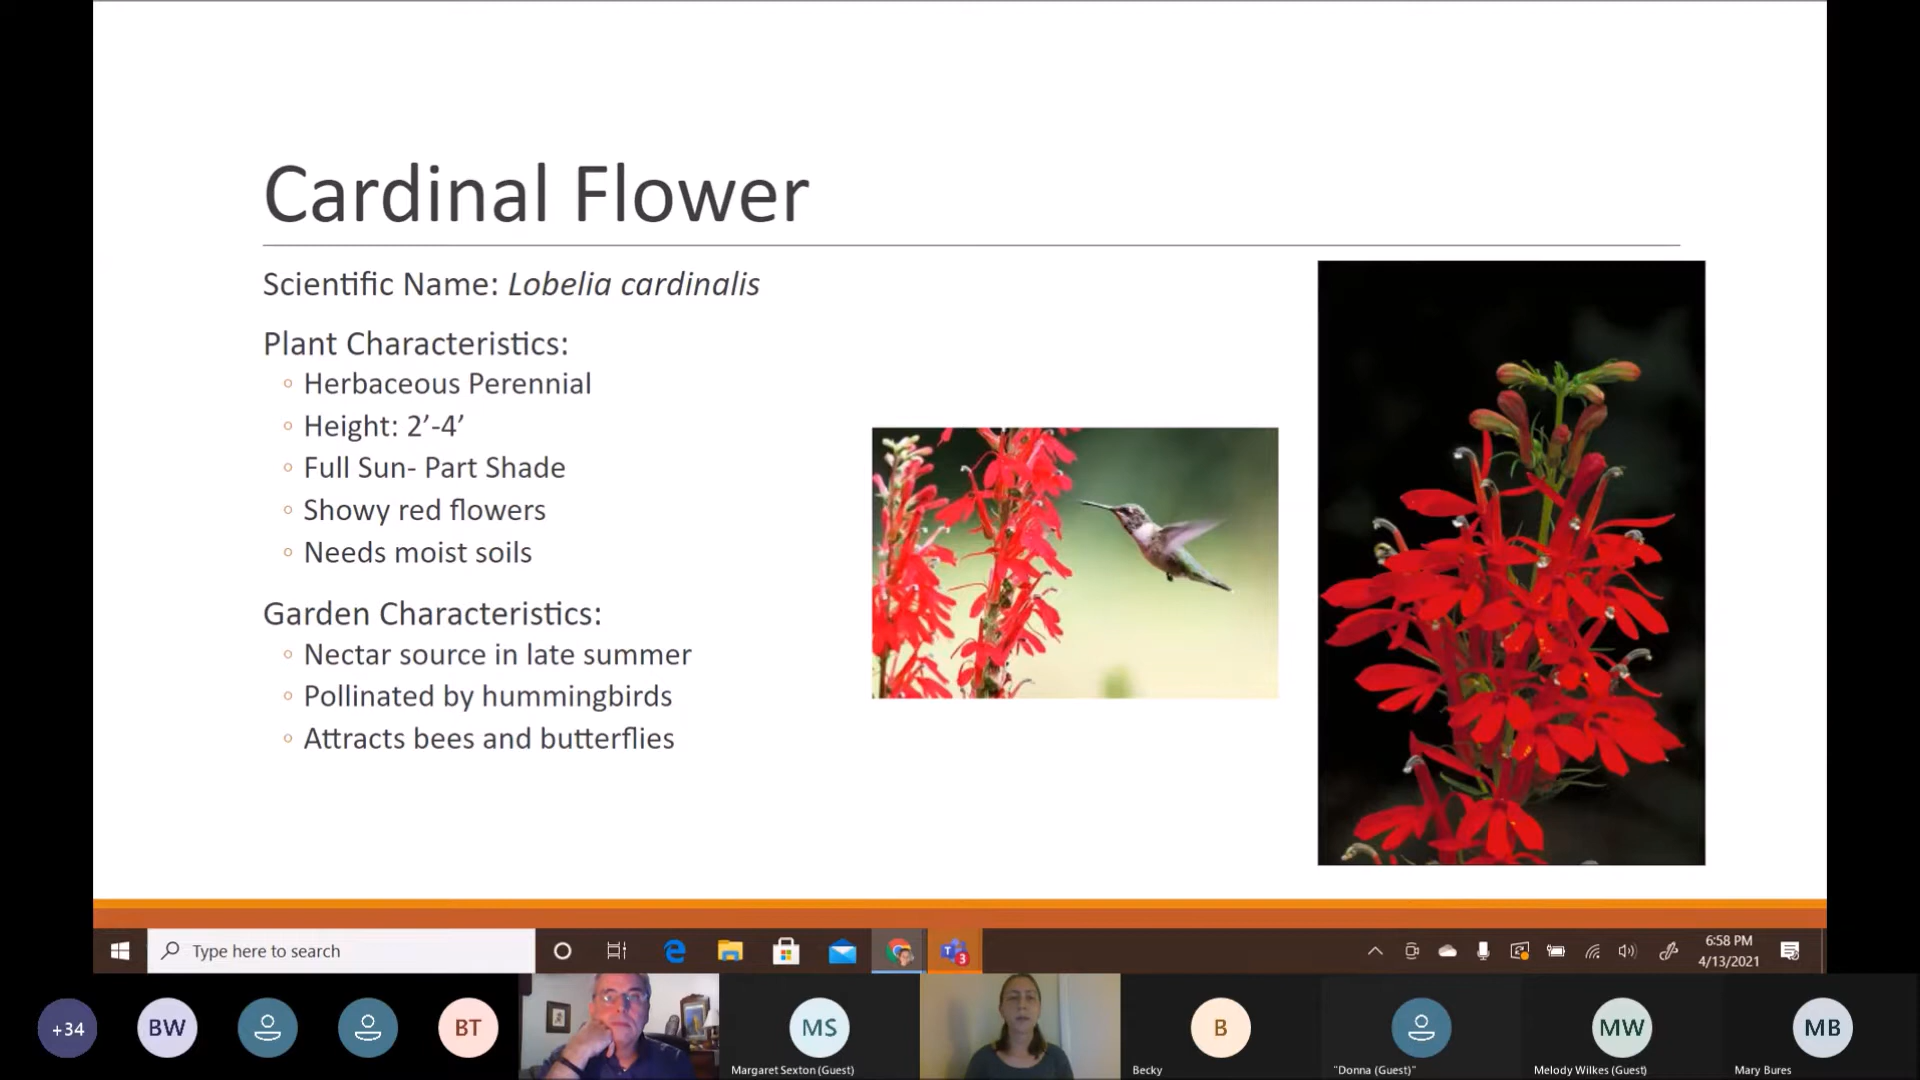 Cardinal Flower
Scientific Name: Lobelia cardinalis
Plant Characteristics:
◦ Herbaceous Perennial
◦ Height: 2’-4’
◦ Full Sun- Part Shade
◦ Showy red flowers
◦ Needs moist soils
Garden Characteristics:
◦ Nectar source in late summer
◦ Pollinated by hummingbirds
◦ Attracts bees and butterflies
Type here to search
3
6:58 PM
4/13/2021
+34
BW
BT
MS
Margaret Sexton (Guest)
B
Becky
"Donna (Guest)"
MW
Melody Wilkes (Guest)
MB
Mary Bures